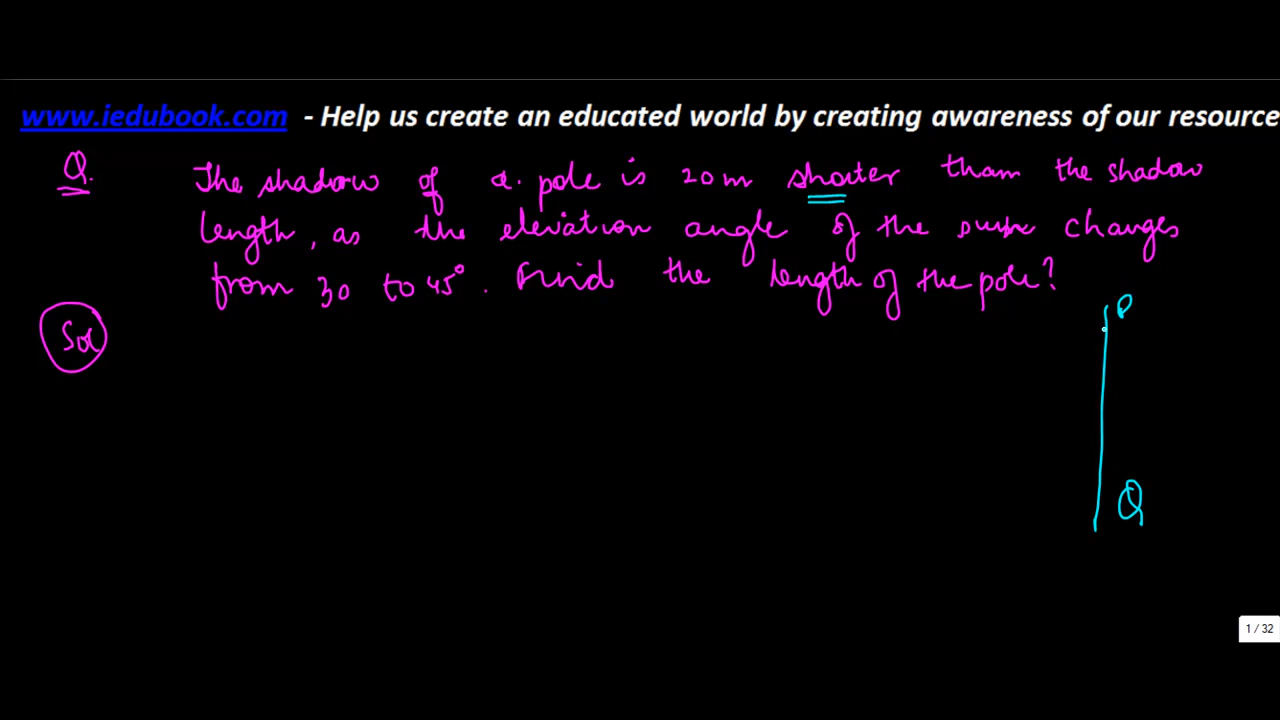 www.iedubook.com - Help us create an educated world by creating awareness of our resource
Q. The shadow of a pole is 20m shorter than the shadow
length, as the elevation angle of the changes
from 30 to 45°. Find the length of the pole?
Sol
P
Q
1 / 32